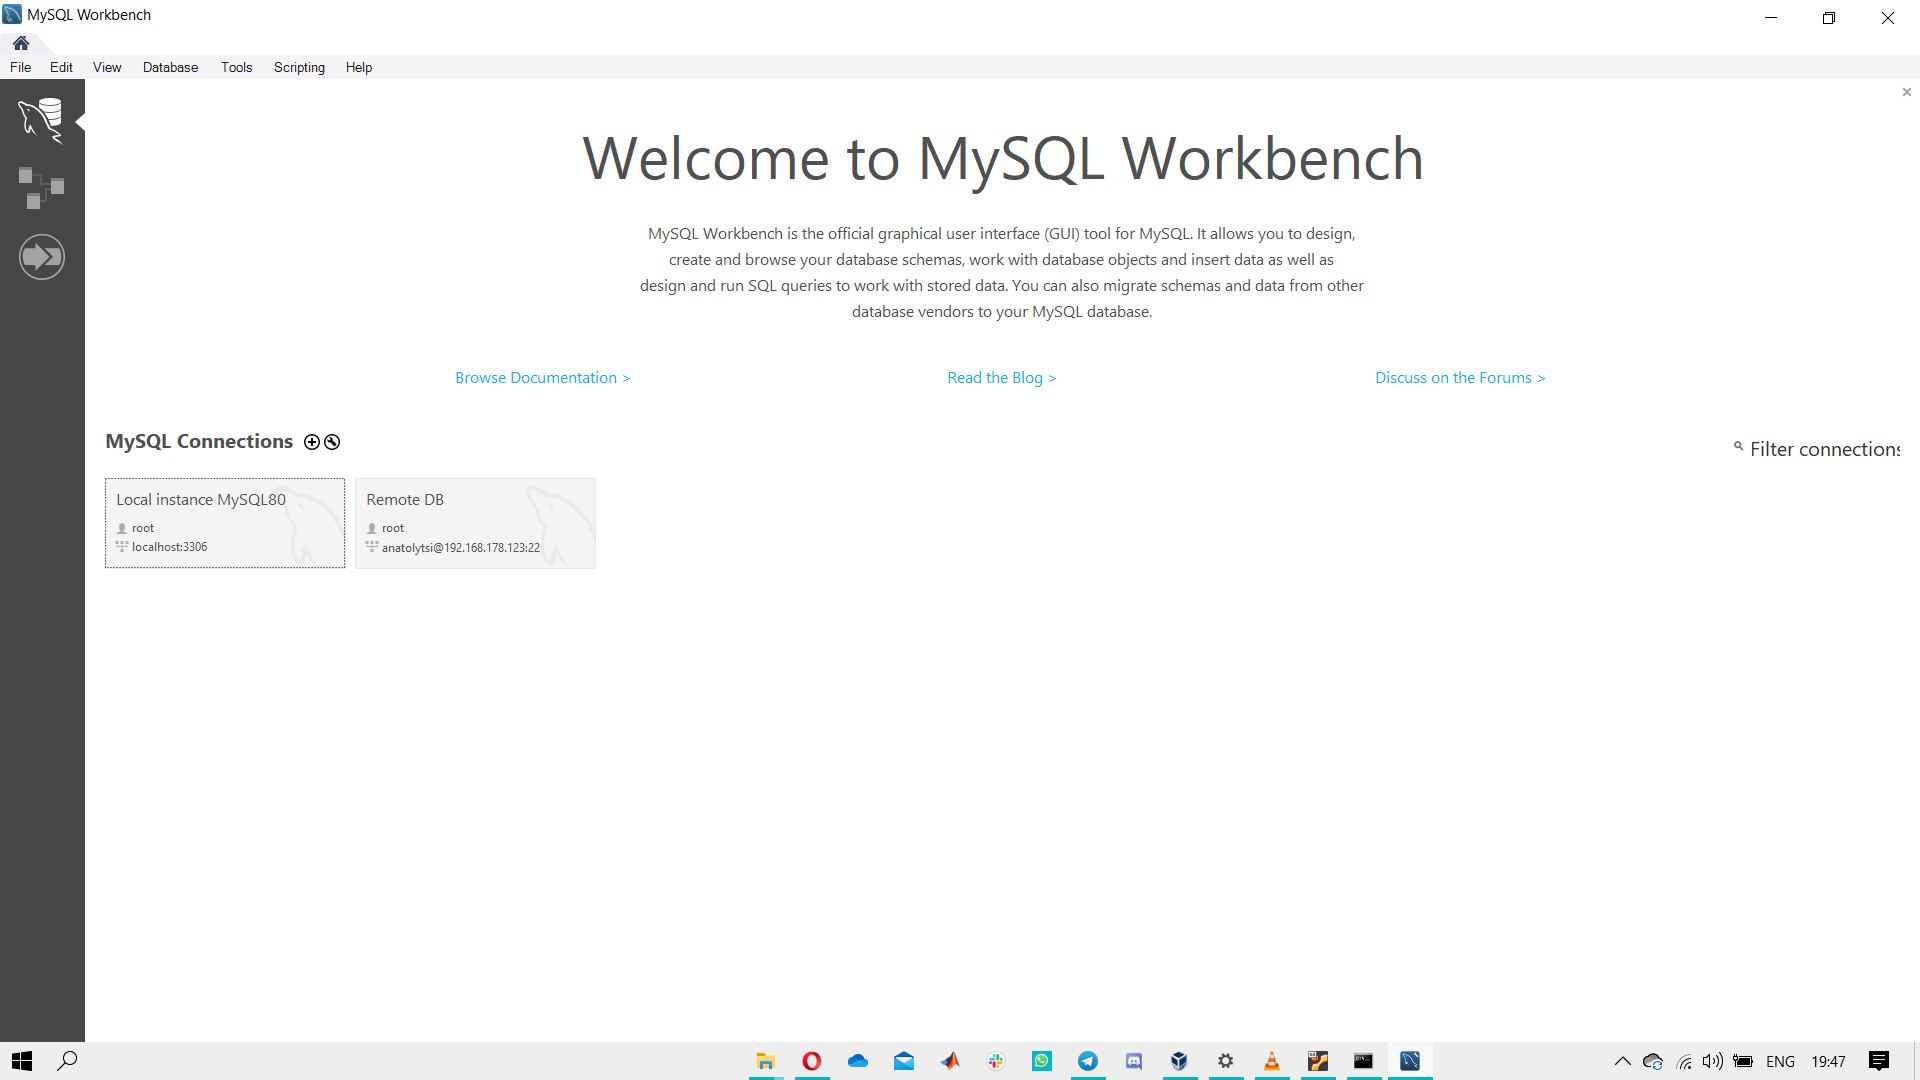 MySQL Workbench
File Edit View Database Tools Scripting Help
Welcome to MySQL Workbench
MySQL Workbench is the official graphical user interface (GUI) tool for MySQL. It allows you to design,
create and browse your database schemas, work with database objects and insert data as well as
design and run SQL queries to work with stored data. You can also migrate schemas and data from other
database vendors to your MySQL database.
Browse Documentation > Read the Blog > Discuss on the Forums >
MySQL Connections
Filter connections
Local instance MySQL80
root
localhost:3306
Remote DB
root
anatolytsi@192.168.178.123:22
ENG 19:47